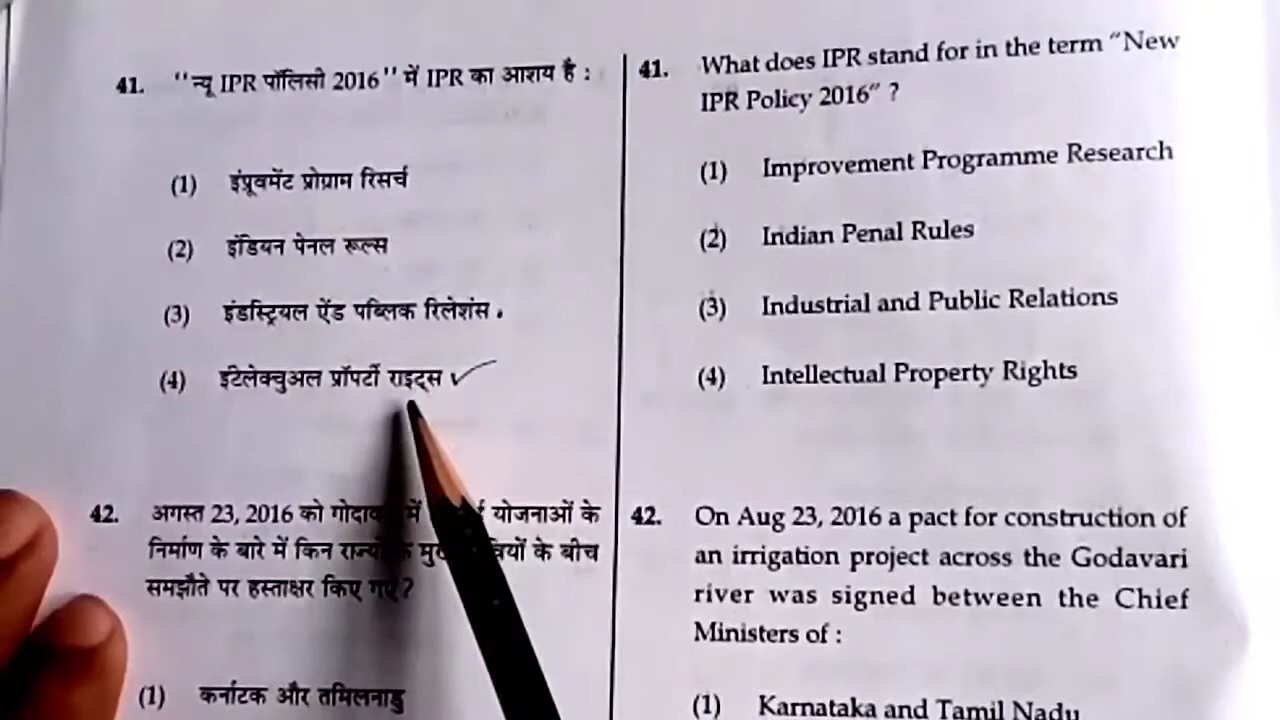 41. "न्यू IPR पॉलिसी 2016" में IPR का आशय है :
(1) इंप्रूवमेंट प्रोग्राम रिसर्च
(2) इंडियन पेनल रूल्स
(3) इंडस्ट्रियल ऐंड पब्लिक रिलेशंस .
(4) इंटिलेक्चुअल प्रॉपर्टी राइट्स ✓
42. अगस्त 23, 2016 को में योजनाओं के
निर्माण के बारे में किन के बीच
समझौते पर हस्ताक्षर किए गए ?
(1) कर्नाटक और तमिलनाडु
41. What does IPR stand for in the term "New
IPR Policy 2016" ?
(1) Improvement Programme Research
(2) Indian Penal Rules
(3) Industrial and Public Relations
(4) Intellectual Property Rights
42. On Aug 23, 2016 a pact for construction of
an irrigation project across the Godavari
river was signed between the Chief
Ministers of :
(1) Karnataka and Tamil Nadu